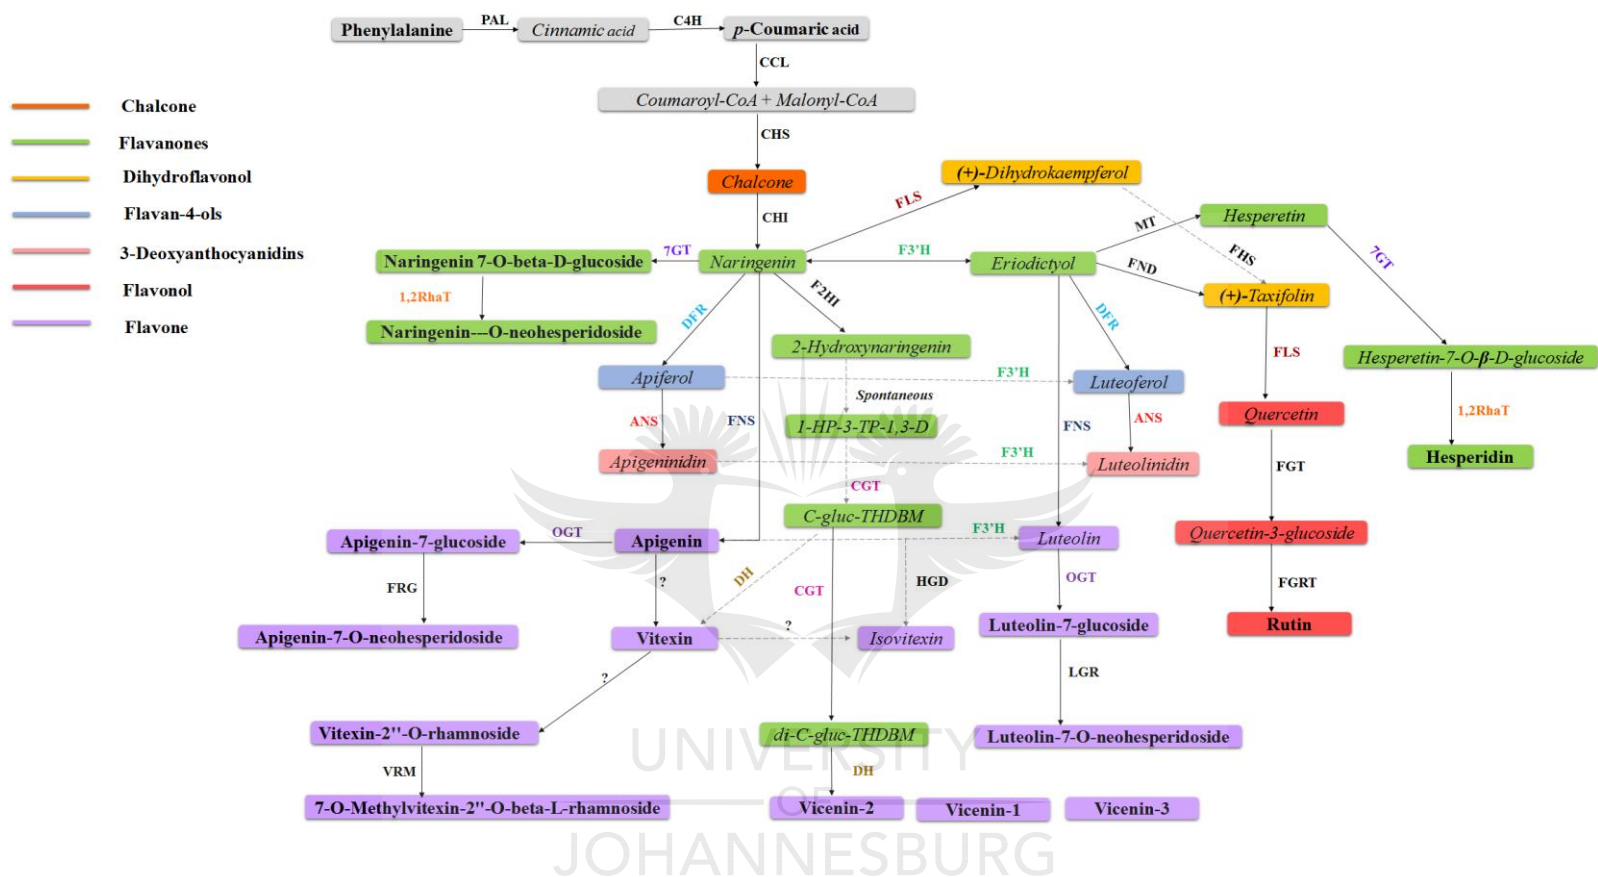 Phenylalanine
PAL
Cinnamic acid
C4H
p-Coumaric acid
CCL
Coumaroyl-CoA + Malonyl-CoA
CHS
Chalcone
CHI
Chalcone
Flavanones
Dihydroflavonol
Flavan-4-ols
3-Deoxyanthocyanidins
Flavonol
Flavone
(+)-Dihydrokaempferol
FLS
MT
Hesperetin
FHS
7GT
Naringenin 7-O-beta-D-glucoside
7GT
Naringenin
F3'H
Eriodictyol
FND
(+)-Taxifolin
1,2RhaT
DFR
F2HI
DFR
Naringenin---O-neohesperidoside
2-Hydroxynaringenin
FLS
Hesperetin-7-O-β-D-glucoside
Apiferol
F3'H
Luteoferol
Spontaneous
Quercetin
1,2RhaT
ANS
FNS
1-HP-3-TP-1,3-D
FNS
ANS
Apigeninidin
F3'H
Luteolinidin
Hesperidin
FGT
CGT
C-gluc-THDBM
Apigenin-7-glucoside
OGT
Apigenin
F3'H
Luteolin
Quercetin-3-glucoside
FRG
?
DH
CGT
HGD
OGT
FGRT
Apigenin-7-O-neohesperidoside
Vitexin
?
Isovitexin
Luteolin-7-glucoside
Rutin
?
LGR
Vitexin-2''-O-rhamnoside
di-C-gluc-THDBM
Luteolin-7-O-neohesperidoside
VRM
DH
7-O-Methylvitexin-2''-O-beta-L-rhamnoside
Vicenin-2
Vicenin-1
Vicenin-3
UNIVERSITY
OF
JOHANNESBURG